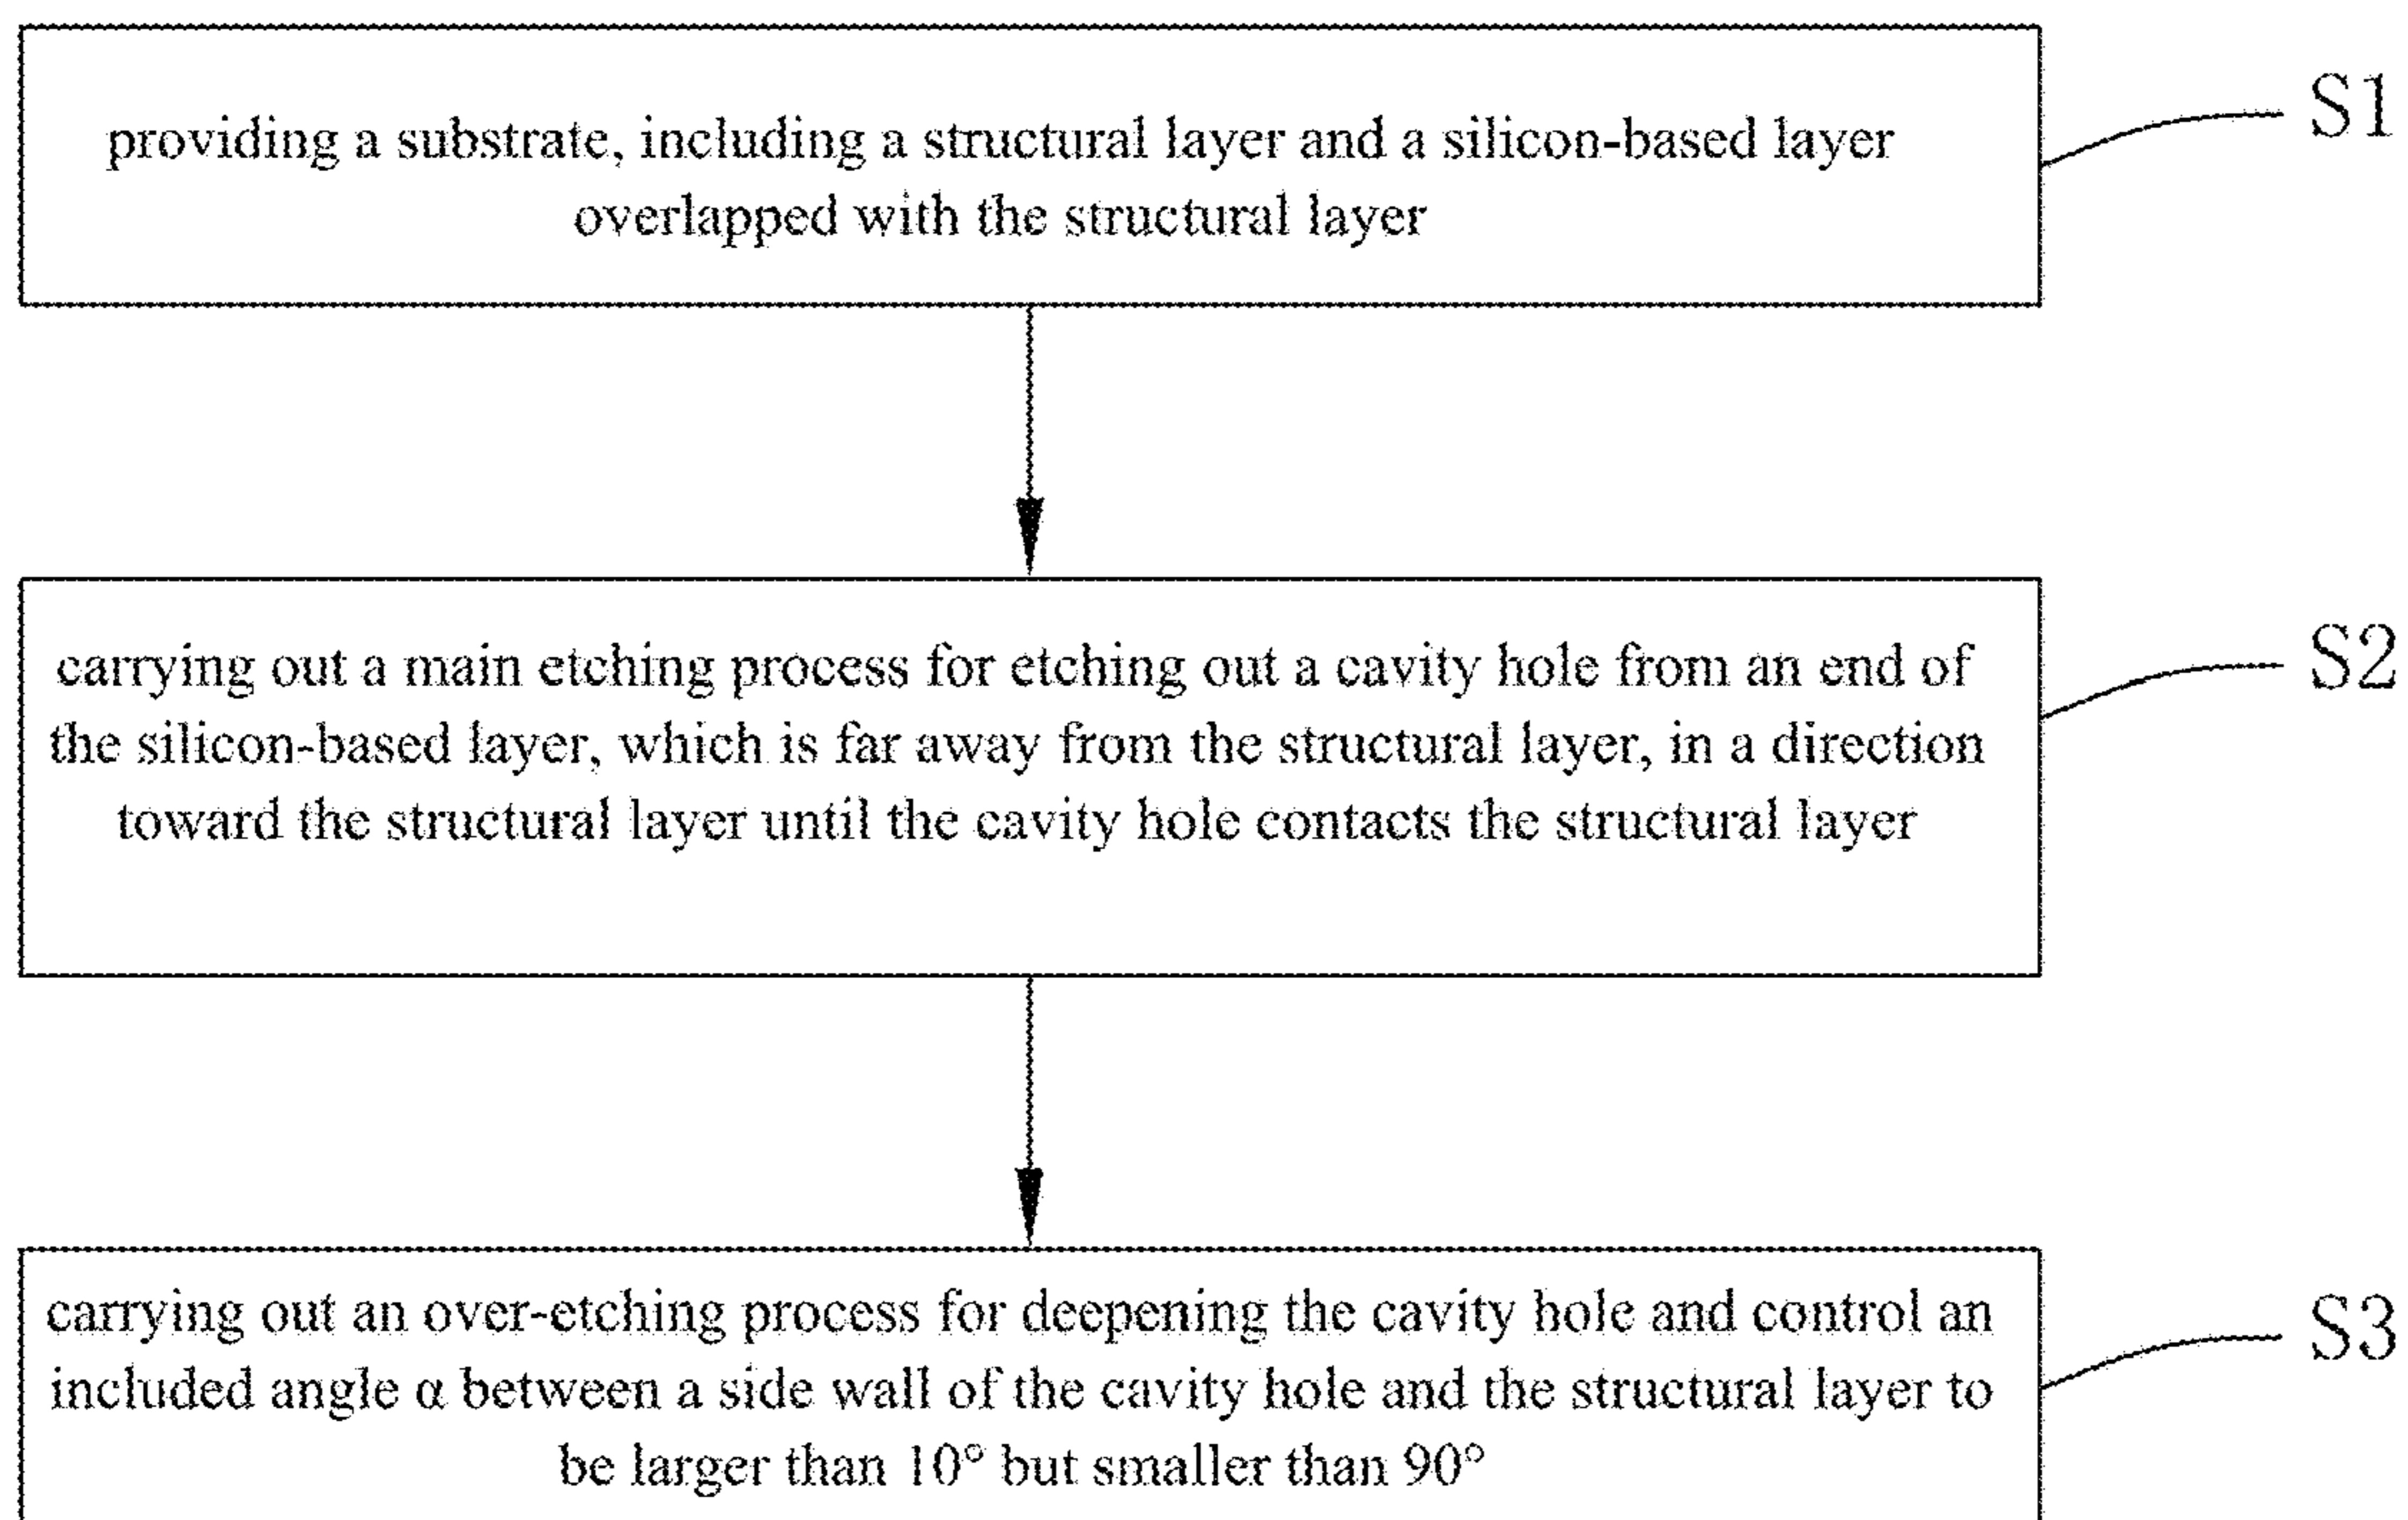 providing a substrate, including a structural layer and a silicon-based layer
overlapped with the structural layer
S1
carrying out a main etching process for etching out a cavity hole from an end of
the silicon-based layer, which is far away from the structural layer, in a direction
toward the structural layer until the cavity hole contacts the structural layer
S2
carrying out an over-etching process for deepening the cavity hole and control an
included angle α between a side wall of the cavity hole and the structural layer to
be larger than 10° but smaller than 90°
S3